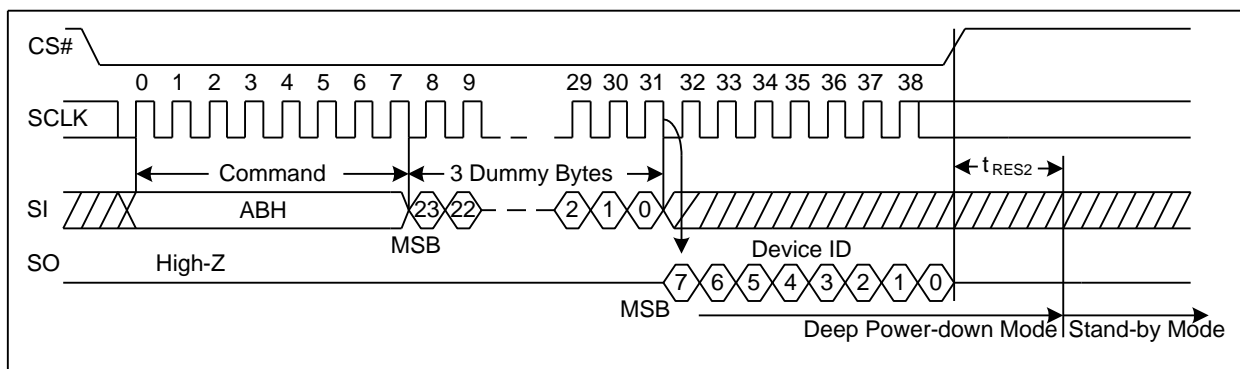 CS#
0 1 2 3 4 5 6 7 8 9 29 30 31 32 33 34 35 36 37 38
SCLK
Command 3 Dummy Bytes tRES2
SI ABH 23 22 2 1 0
MSB
SO High-Z Device ID
7 6 5 4 3 2 1 0
MSB
Deep Power-down Mode Stand-by Mode